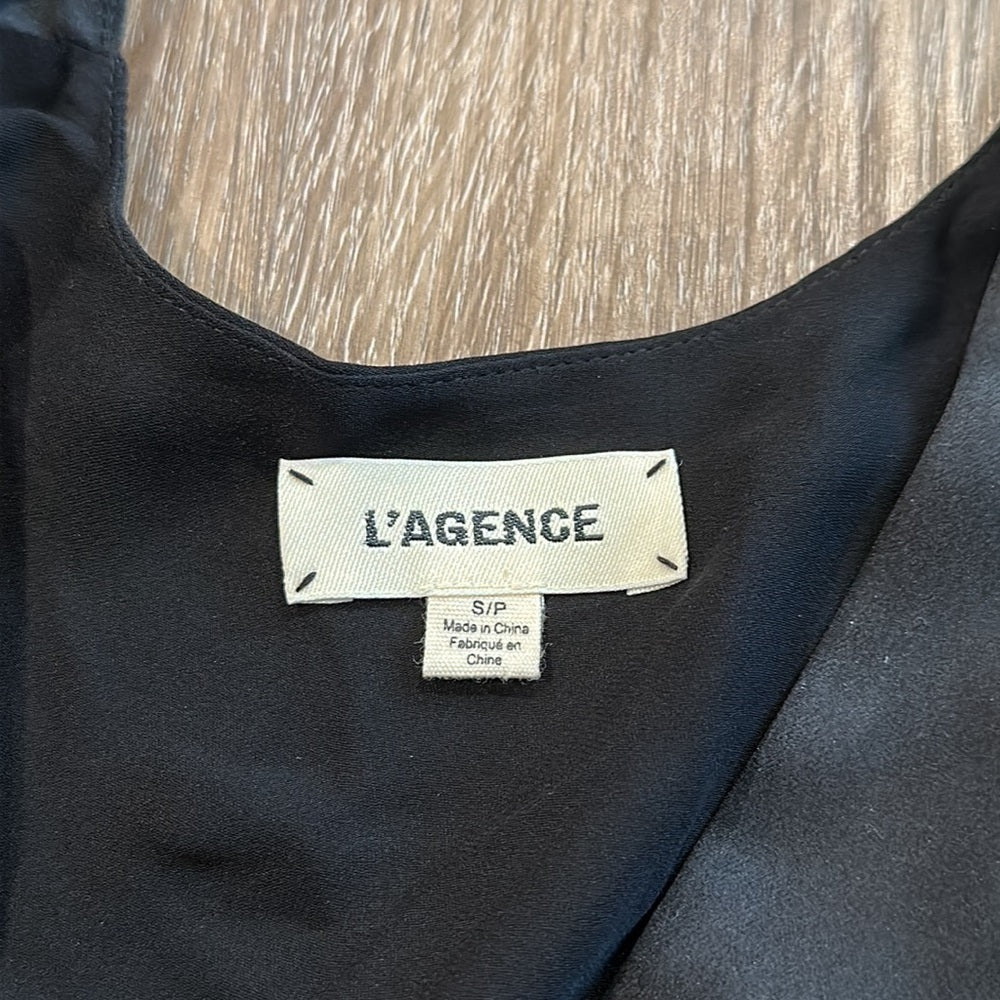 L'AGENCE
S/P
Made in China
Fabriqué en
Chine